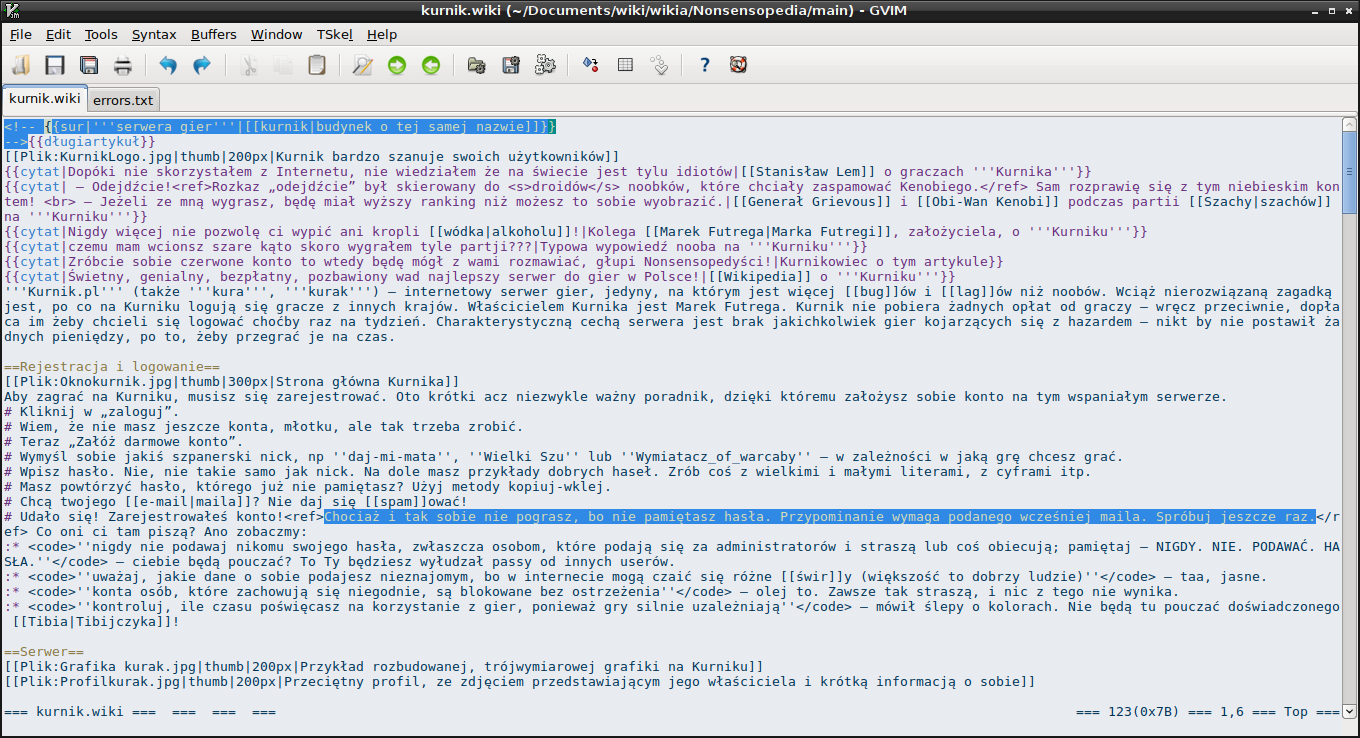 kurnik.wiki (~/Documents/wiki/wikia/Nonsensopedia/main) - GVIM
File Edit Tools Syntax Buffers Window TSkel Help
kurnik.wiki errors.txt
<!-- {{sur|'''serwera gier'''|[[kurnik|budynek o tej samej nazwie]]}}
-->{{długiartykuł}}
[[Plik:KurnikLogo.jpg|thumb|200px|Kurnik bardzo szanuje swoich użytkowników]]
{{cytat|Dopóki nie skorzystałem z Internetu, nie wiedziałem że na świecie jest tylu idiotów|[[Stanisław Lem]] o graczach '''Kurnika'''}}
{{cytat| – Odejdźcie!<ref>Rozkaz „odejdźcie” był skierowany do <s>droidów</s> noobków, które chciały zaspamować Kenobiego.</ref> Sam rozprawię się z tym niebieskim kon
tem! <br> – Jeżeli ze mną wygrasz, będę miał wyższy ranking niż możesz to sobie wyobrazić.|[[Generał Grievous]] i [[Obi-Wan Kenobi]] podczas partii [[Szachy|szachów]]
na '''Kurniku'''}}
{{cytat|Nigdy więcej nie pozwolę ci wypić ani kropli [[wódka|alkoholu]]!|Kolega [[Marek Futrega|Marka Futregi]], założyciela, o '''Kurniku'''}}
{{cytat|czemu mam wcionsz szare kąto skoro wygrałem tyle partji???|Typowa wypowiedź nooba na '''Kurniku'''}}
{{cytat|Zróbcie sobie czerwone konto to wtedy będę mógł z wami rozmawiać, głupi Nonsensopedyści!|Kurnikowiec o tym artykule}}
{{cytat|Świetny, genialny, bezpłatny, pozbawiony wad najlepszy serwer do gier w Polsce!|[[Wikipedia]] o '''Kurniku'''}}
'''Kurnik.pl''' (także '''kura''', '''kurak''') – internetowy serwer gier, jedyny, na którym jest więcej [[bug]]ów i [[lag]]ów niż noobów. Wciąż nierozwiązaną zagadką
jest, po co na Kurniku logują się gracze z innych krajów. Właścicielem Kurnika jest Marek Futrega. Kurnik nie pobiera żadnych opłat od graczy – wręcz przeciwnie, dopła
ca im żeby chcieli się logować choćby raz na tydzień. Charakterystyczną cechą serwera jest brak jakichkolwiek gier kojarzących się z hazardem – nikt by nie postawił ża
dnych pieniędzy, po to, żeby przegrać je na czas.
==Rejestracja i logowanie==
[[Plik:Oknokurnik.jpg|thumb|300px|Strona główna Kurnika]]
Aby zagrać na Kurniku, musisz się zarejestrować. Oto krótki acz niezwykle ważny poradnik, dzięki któremu założysz sobie konto na tym wspaniałym serwerze.
# Kliknij w „zaloguj”.
# Wiem, że nie masz jeszcze konta, młotku, ale tak trzeba zrobić.
# Teraz „Załóż darmowe konto”.
# Wymyśl sobie jakiś szpanerski nick, np ''daj-mi-mata'', ''Wielki Szu'' lub ''Wymiatacz_of_warcaby'' – w zależności w jaką grę chcesz grać.
# Wpisz hasło. Nie, nie takie samo jak nick. Na dole masz przykłady dobrych haseł. Zrób coś z wielkimi i małymi literami, z cyframi itp.
# Masz powtórzyć hasło, którego już nie pamiętasz? Użyj metody kopiuj-wklej.
# Chcą twojego [[e-mail|maila]]? Nie daj się [[spam]]ować!
# Udało się! Zarejestrowałeś konto!<ref>Chociaż i tak sobie nie pograsz, bo nie pamiętasz hasła. Przypominanie wymaga podanego wcześniej maila. Spróbuj jeszcze raz.</r
ef> Co oni ci tam piszą? Ano zobaczmy:
:* <code>''nigdy nie podawaj nikomu swojego hasła, zwłaszcza osobom, które podają się za administratorów i straszą lub coś obiecują; pamiętaj – NIGDY. NIE. PODAWAĆ. HA
SŁA.''</code> – ciebie będą pouczać? To Ty będziesz wyłudzał passy od innych userów.
:* <code>''uważaj, jakie dane o sobie podajesz nieznajomym, bo w internecie mogą czaić się różne [[świr]]y (większość to dobrzy ludzie)''</code> – taa, jasne.
:* <code>''konta osób, które zachowują się niegodnie, są blokowane bez ostrzeżenia''</code> – olej to. Zawsze tak straszą, i nic z tego nie wynika.
:* <code>''kontroluj, ile czasu poświęcasz na korzystanie z gier, ponieważ gry silnie uzależniają''</code> – mówił ślepy o kolorach. Nie będą tu pouczać doświadczonego
[[Tibia|Tibijczyka]]!
==Serwer==
[[Plik:Grafika kurak.jpg|thumb|200px|Przykład rozbudowanej, trójwymiarowej grafiki na Kurniku]]
[[Plik:Profilkurak.jpg|thumb|200px|Przeciętny profil, ze zdjęciem przedstawiającym jego właściciela i krótką informacją o sobie]]
=== kurnik.wiki === === === === === 123(0x7B) === 1,6 === Top ===